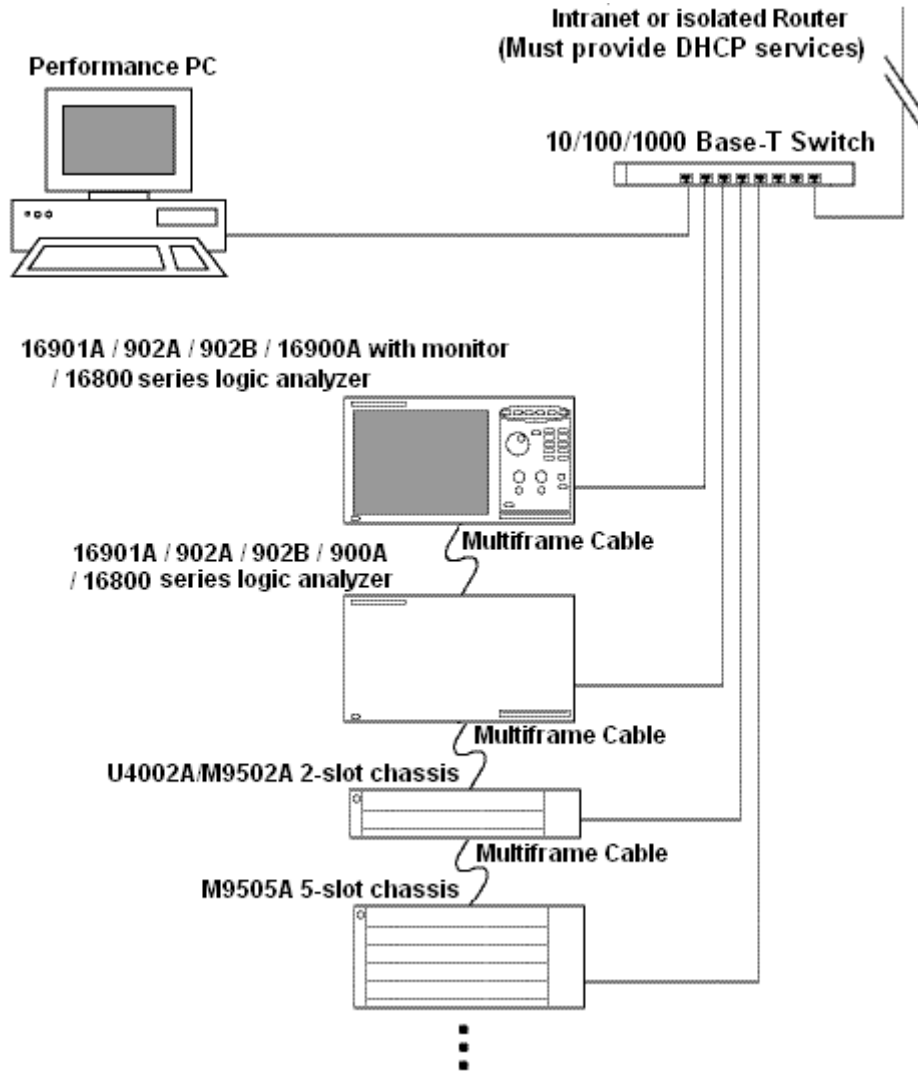 Intranet or isolated Router
(Must provide DHCP services)
Performance PC
10/100/1000 Base-T Switch
16901A / 902A / 902B / 16900A with monitor
/ 16800 series logic analyzer
Multiframe Cable
16901A / 902A / 902B / 900A
/ 16800 series logic analyzer
Multiframe Cable
U4002A/M9502A 2-slot chassis
Multiframe Cable
M9505A 5-slot chassis